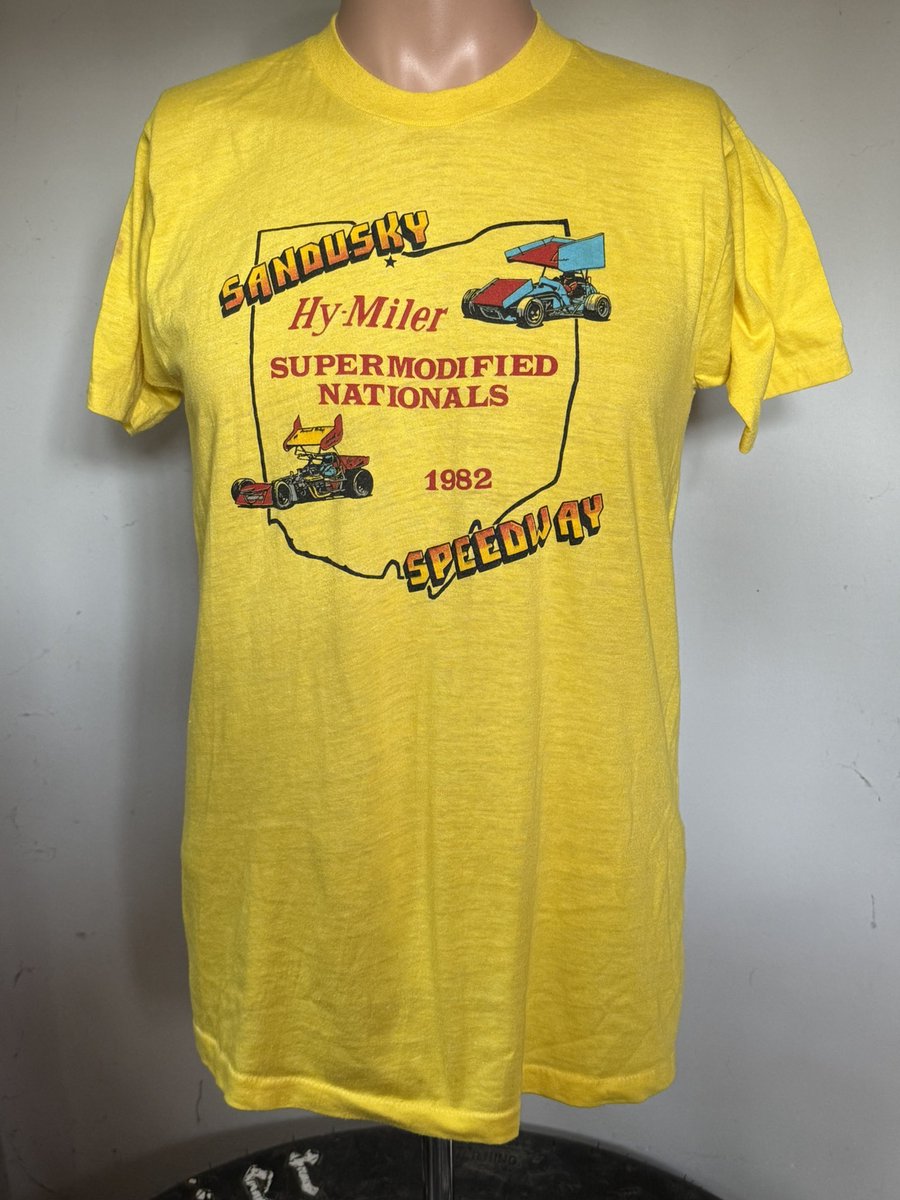 SANDUSKY
Hy-Miler
SUPERMODIFIED
NATIONALS
1982
SPEEDWAY